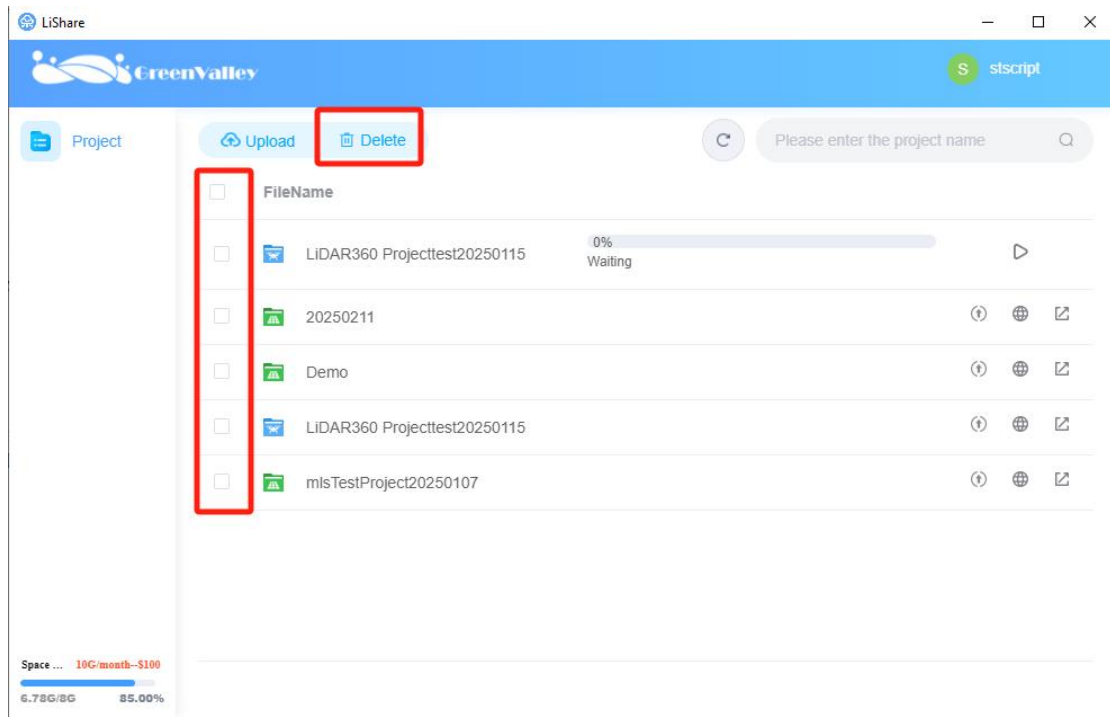 LiShare
GreenValley
S stscript
Project
Upload Delete
Please enter the project name
FileName
LiDAR360 Projecttest20250115
0%
Waiting
20250211
Demo
LiDAR360 Projecttest20250115
mlsTestProject20250107
Space ... 10G/month--$100
6.78G/8G 85.00%